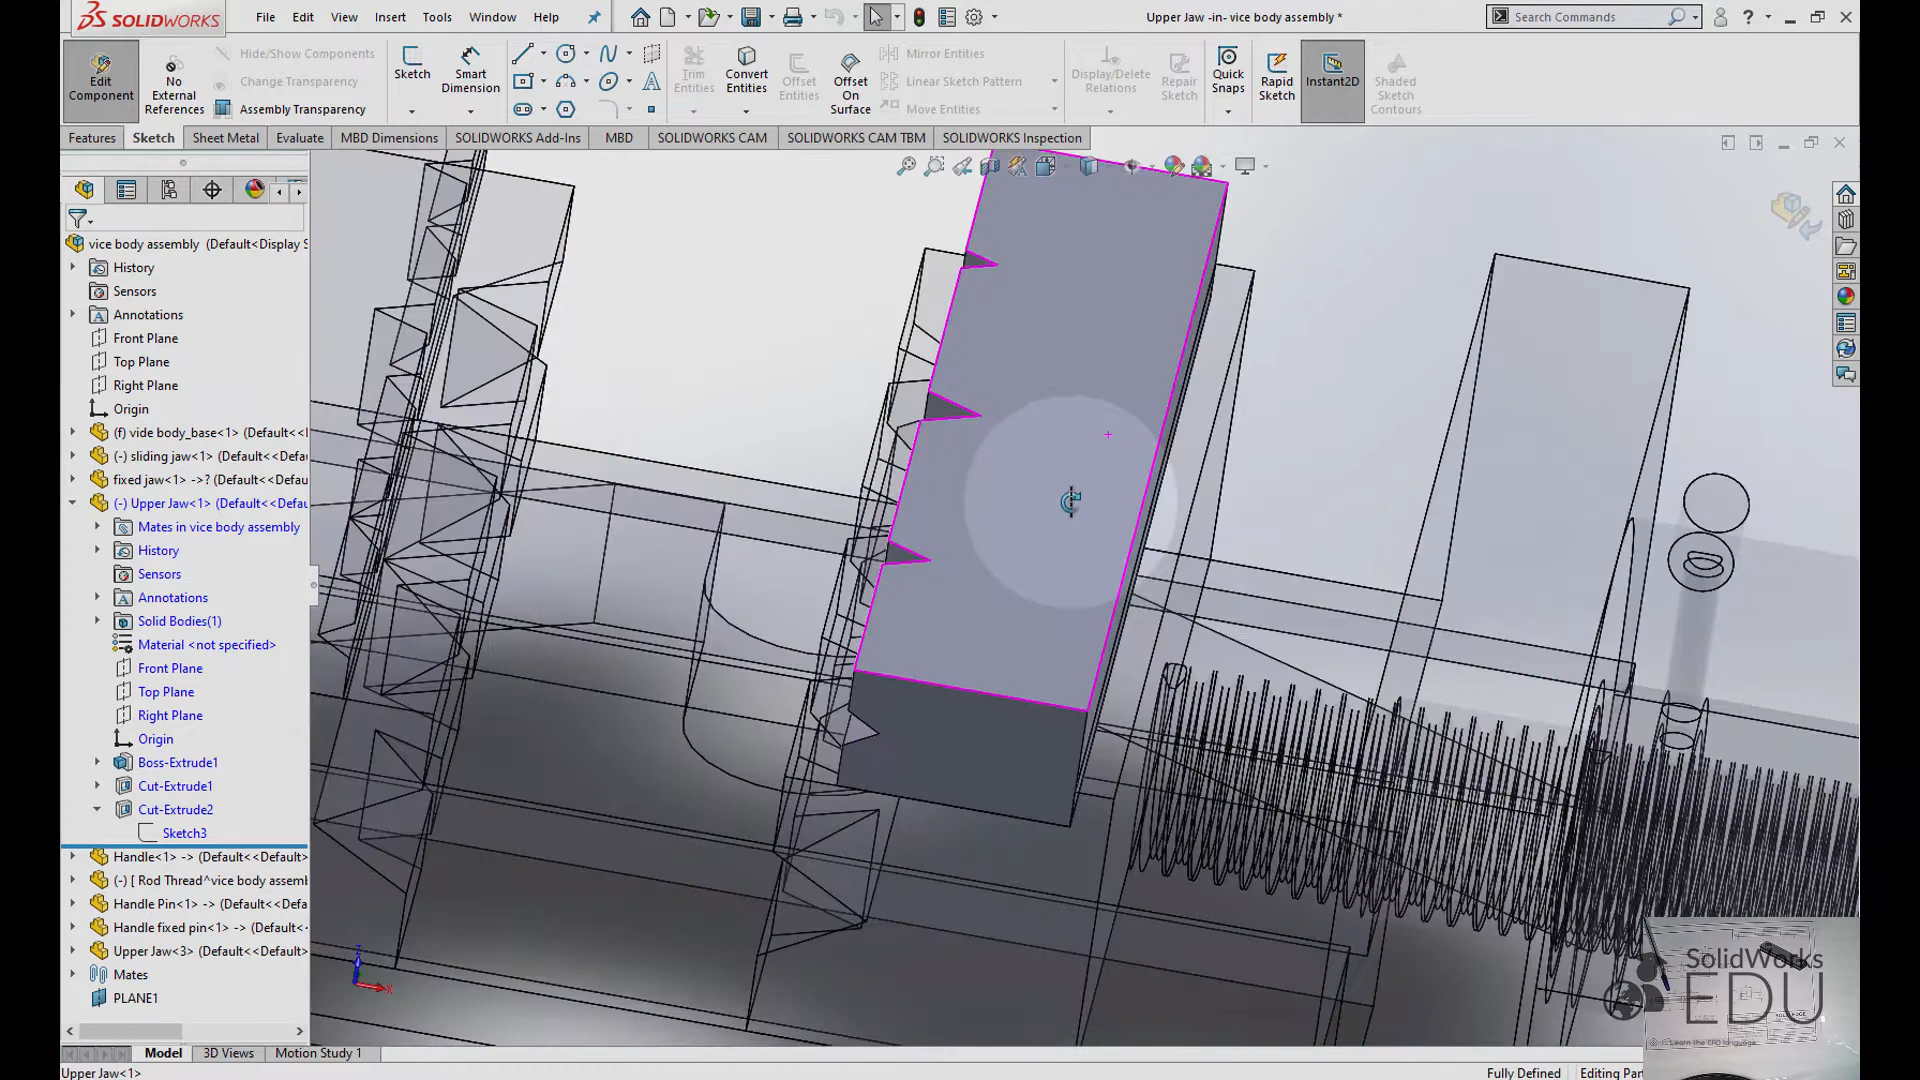 SOLIDWORKS File Edit View Insert Tools Window Help Upper Jaw -in- vice body assembly * Search Commands
Edit Component
No External References
Hide/Show Components
Change Transparency
Assembly Transparency
Sketch
Smart Dimension
Trim Entities
Convert Entities
Offset Entities
Offset On Surface
Mirror Entities
Linear Sketch Pattern
Move Entities
Display/Delete Relations
Repair Sketch
Quick Snaps
Rapid Sketch
Instant2D
Shaded Sketch Contours
Features Sketch Sheet Metal Evaluate MBD Dimensions SOLIDWORKS Add-Ins MBD SOLIDWORKS CAM SOLIDWORKS CAM TBM SOLIDWORKS Inspection
vice body assembly (Default<Display S
History
Sensors
Annotations
Front Plane
Top Plane
Right Plane
Origin
(f) vide body_base<1> (Default<<
(-) sliding jaw<1> (Default<<Defau
fixed jaw<1> ->? (Default<<Defaul
(-) Upper Jaw<1> (Default<<Defau
Mates in vice body assembly
History
Sensors
Annotations
Solid Bodies(1)
Material <not specified>
Front Plane
Top Plane
Right Plane
Origin
Boss-Extrude1
Cut-Extrude1
Cut-Extrude2
Sketch3
Handle<1> -> (Default<<Default>
(-) [ Rod Thread^vice body assemb
Handle Pin<1> -> (Default<<Defa
Handle fixed pin<1> -> (Default<
Upper Jaw<3> (Default<<Default>
Mates
PLANE1
Z
X
SolidWorks
EDU
Learn the CAD language
Model 3D Views Motion Study 1
Upper Jaw<1> Fully Defined Editing Part